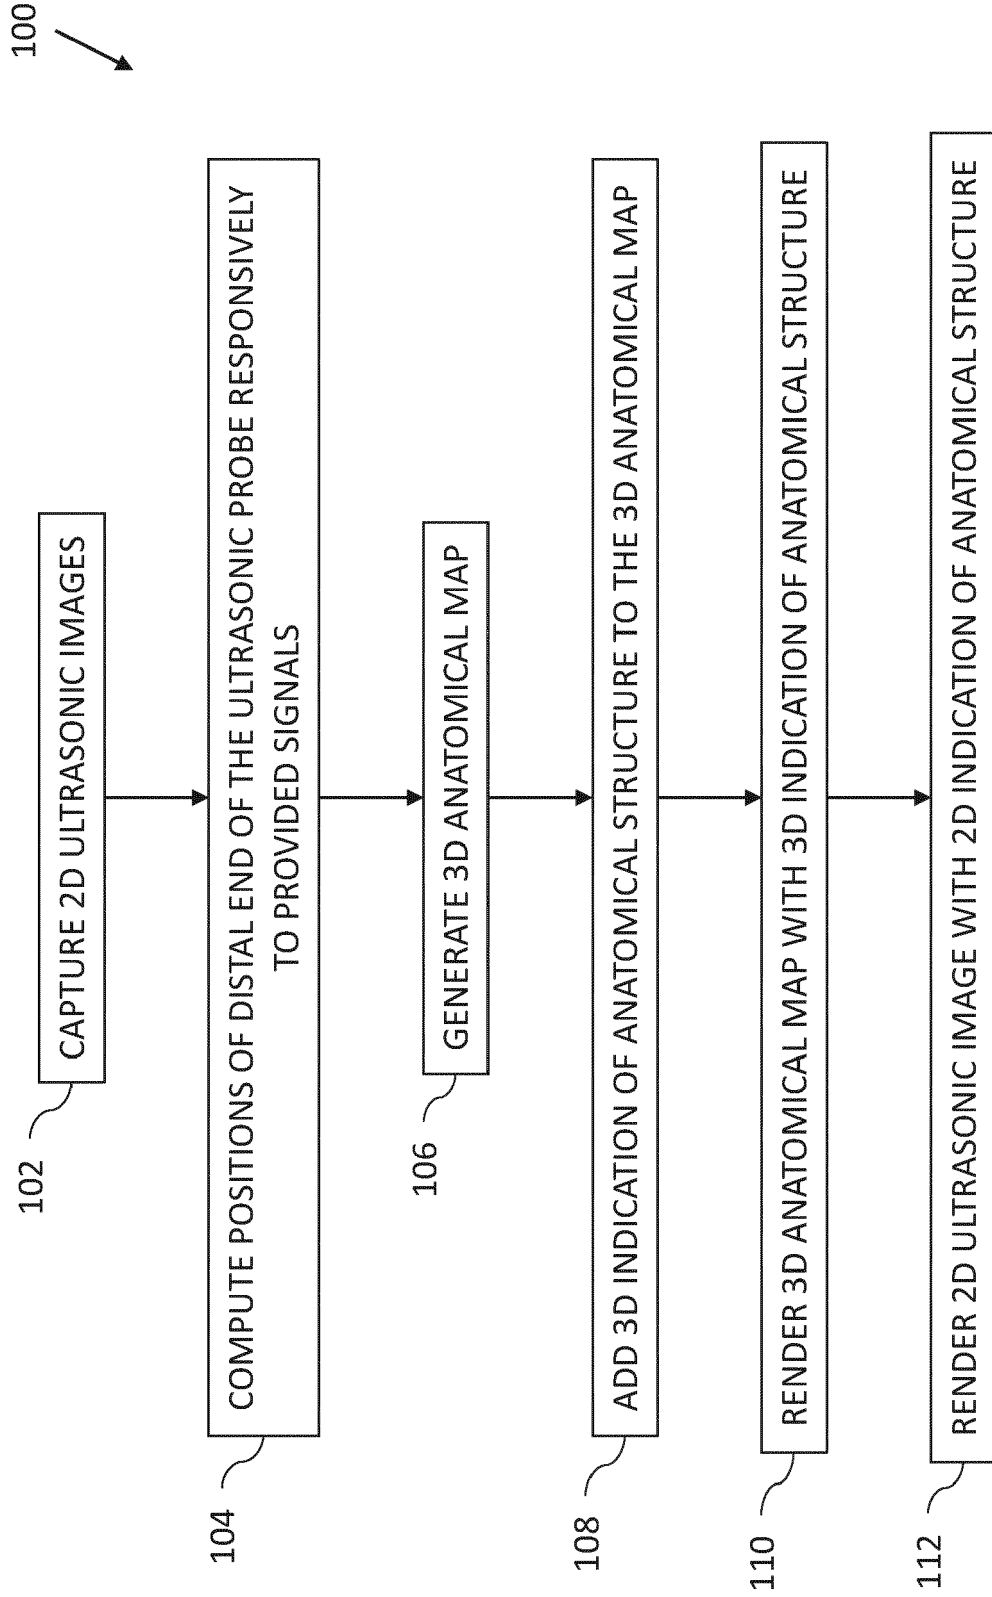 100
102
CAPTURE 2D ULTRASONIC IMAGES
104
COMPUTE POSITIONS OF DISTAL END OF THE ULTRASONIC PROBE RESPONSIVELY
TO PROVIDED SIGNALS
106
GENERATE 3D ANATOMICAL MAP
108
ADD 3D INDICATION OF ANATOMICAL STRUCTURE TO THE 3D ANATOMICAL MAP
110
RENDER 3D ANATOMICAL MAP WITH 3D INDICATION OF ANATOMICAL STRUCTURE
112
RENDER 2D ULTRASONIC IMAGE WITH 2D INDICATION OF ANATOMICAL STRUCTURE